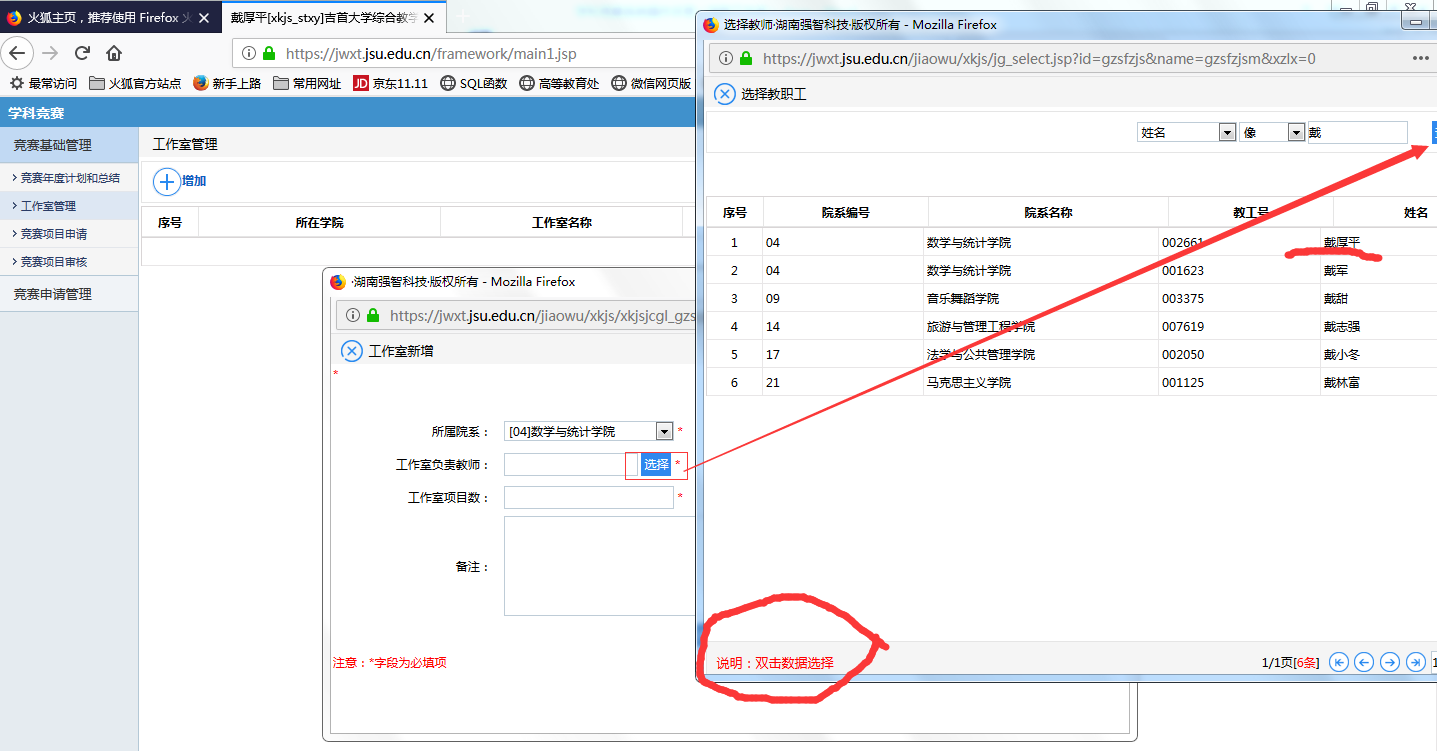 火狐主页，推荐使用 Firefox 火
戴厚平[xkjs_stxy]吉首大学综合教学
https://jwxt.jsu.edu.cn/framework/main1.jsp
最常访问 火狐官方站点 新手上路 常用网址 JD 京东11.11 SQL函数 高等教育处 微信网页版
学科竞赛
竞赛基础管理
竞赛年度计划和总结
工作室管理
竞赛项目申请
竞赛项目审核
竞赛申请管理
工作室管理
增加
序号 所在学院 工作室名称
·湖南强智科技·版权所有 - Mozilla Firefox
https://jwxt.jsu.edu.cn/jiaowu/xkjs/xkjsjcgl_gzs
工作室新增
*
所属院系： [04]数学与统计学院 *
工作室负责教师： 选择 *
工作室项目数： *
备注：
注意：*字段为必填项
选择教师·湖南强智科技·版权所有 - Mozilla Firefox
https://jwxt.jsu.edu.cn/jiaowu/xkjs/jg_select.jsp?id=gzsfzjs&name=gzsfzjsm&xzlx=0
选择教职工
姓名 像 戴
序号 院系编号 院系名称 教工号 姓名
1 04 数学与统计学院 002661 戴厚平
2 04 数学与统计学院 001623 戴军
3 09 音乐舞蹈学院 003375 戴甜
4 14 旅游与管理工程学院 007619 戴志强
5 17 法学与公共管理学院 002050 戴小冬
6 21 马克思主义学院 001125 戴林富
说明：双击数据选择
1/1页[6条] 1